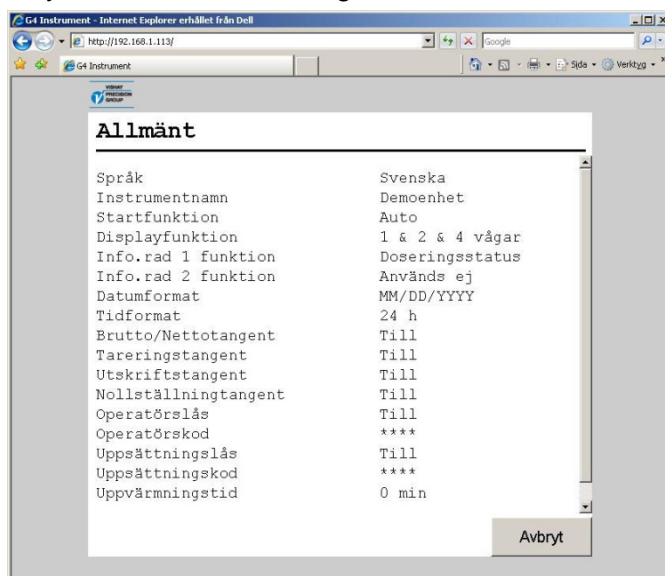 G4 Instrument - Internet Explorer erhållet från Dell
http://192.168.1.113/
Google
G4 Instrument
Sida
Verktyg
VISHAY
PRECISION
GROUP
Allmänt
Språk Svenska
Instrumentnamn Demoenhet
Startfunktion Auto
Displayfunktion 1 & 2 & 4 vågar
Info.rad 1 funktion Doseringsstatus
Info.rad 2 funktion Används ej
Datumformat MM/DD/YYYY
Tidformat 24 h
Brutto/Nettotangent Till
Tareringstangent Till
Utskriftstangent Till
Nollställningtangent Till
Operatörslås Till
Operatörskod ****
Uppsättningslås Till
Uppsättningskod ****
Uppvärmningstid 0 min
Avbryt